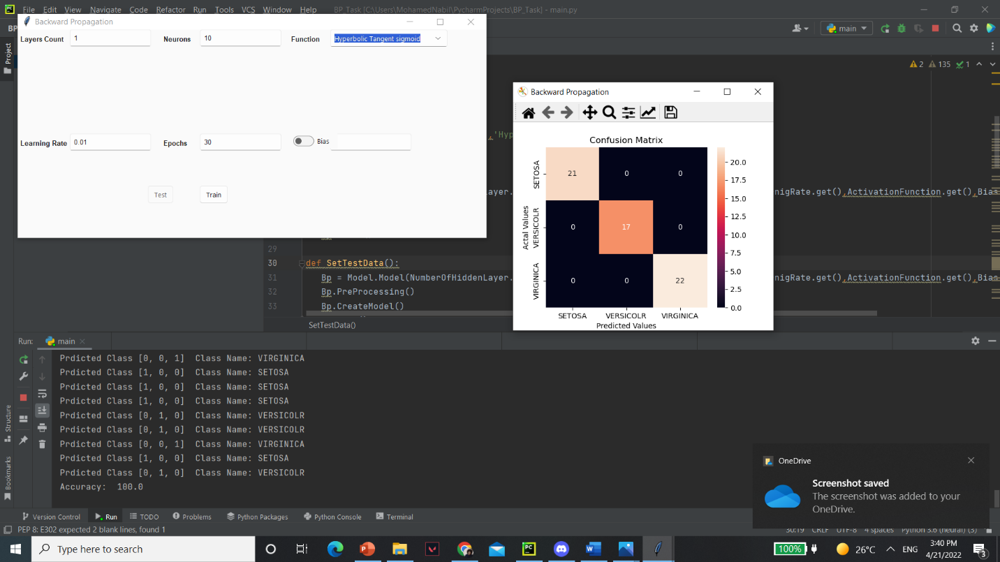 File Edit View Navigate Code Refactor Run Tools VCS Window Help BP_Task [C:\Users\MohamedNabil\PycharmProjects\BP_Task] - main.py
Backward Propagation
BP
main
Layers Count 1 Neurons 10 Function Hyperbolic Tangent sigmoid
Project
2 135 1
Learning Rate 0.01 Epochs 30 Bias
Test Train
Backward Propagation
Confusion Matrix
21 0 0
0 17 0
0 0 22
SETOSA
VERSICOLR
VIRGINICA
Actal Values
SETOSA VERSICOLR VIRGINICA
Predicted Values
20.0
17.5
15.0
12.5
10.0
7.5
5.0
2.5
0.0
,'Hyp
Layer. nigRate.get(),ActivationFunction.get(),Bias
29
30 def SetTestData():
31 Bp = Model.Model(NumberOfHiddenLayer. nigRate.get(),ActivationFunction.get(),Bias
32 Bp.PreProcessing()
33 Bp.CreateModel()
SetTestData()
Run: main
Prdicted Class [0, 0, 1] Class Name: VIRGINICA
Prdicted Class [1, 0, 0] Class Name: SETOSA
Prdicted Class [1, 0, 0] Class Name: SETOSA
Prdicted Class [1, 0, 0] Class Name: SETOSA
Prdicted Class [0, 1, 0] Class Name: VERSICOLR
Prdicted Class [0, 1, 0] Class Name: VERSICOLR
Prdicted Class [0, 0, 1] Class Name: VIRGINICA
Prdicted Class [1, 0, 0] Class Name: SETOSA
Prdicted Class [0, 1, 0] Class Name: VERSICOLR
Accuracy: 100.0
Structure
Bookmarks
OneDrive
Screenshot saved
The screenshot was added to your
OneDrive.
Version Control Run TODO Problems Python Packages Python Console Terminal
PEP 8: E302 expected 2 blank lines, found 1
30:19 CRLF UTF-8 4 spaces Python 3.6 (neural) (3)
Type here to search
100% 26°C ENG
3:40 PM
4/21/2022
3